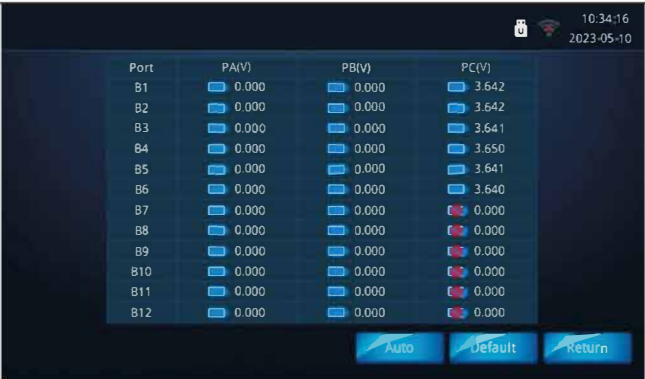 10:34:16
2023-05-10
Port PA(V) PB(V) PC(V)
B1 0.000 0.000 3.642
B2 0.000 0.000 3.642
B3 0.000 0.000 3.641
B4 0.000 0.000 3.650
B5 0.000 0.000 3.641
B6 0.000 0.000 3.640
B7 0.000 0.000 0.000
B8 0.000 0.000 0.000
B9 0.000 0.000 0.000
B10 0.000 0.000 0.000
B11 0.000 0.000 0.000
B12 0.000 0.000 0.000
Auto Default Return